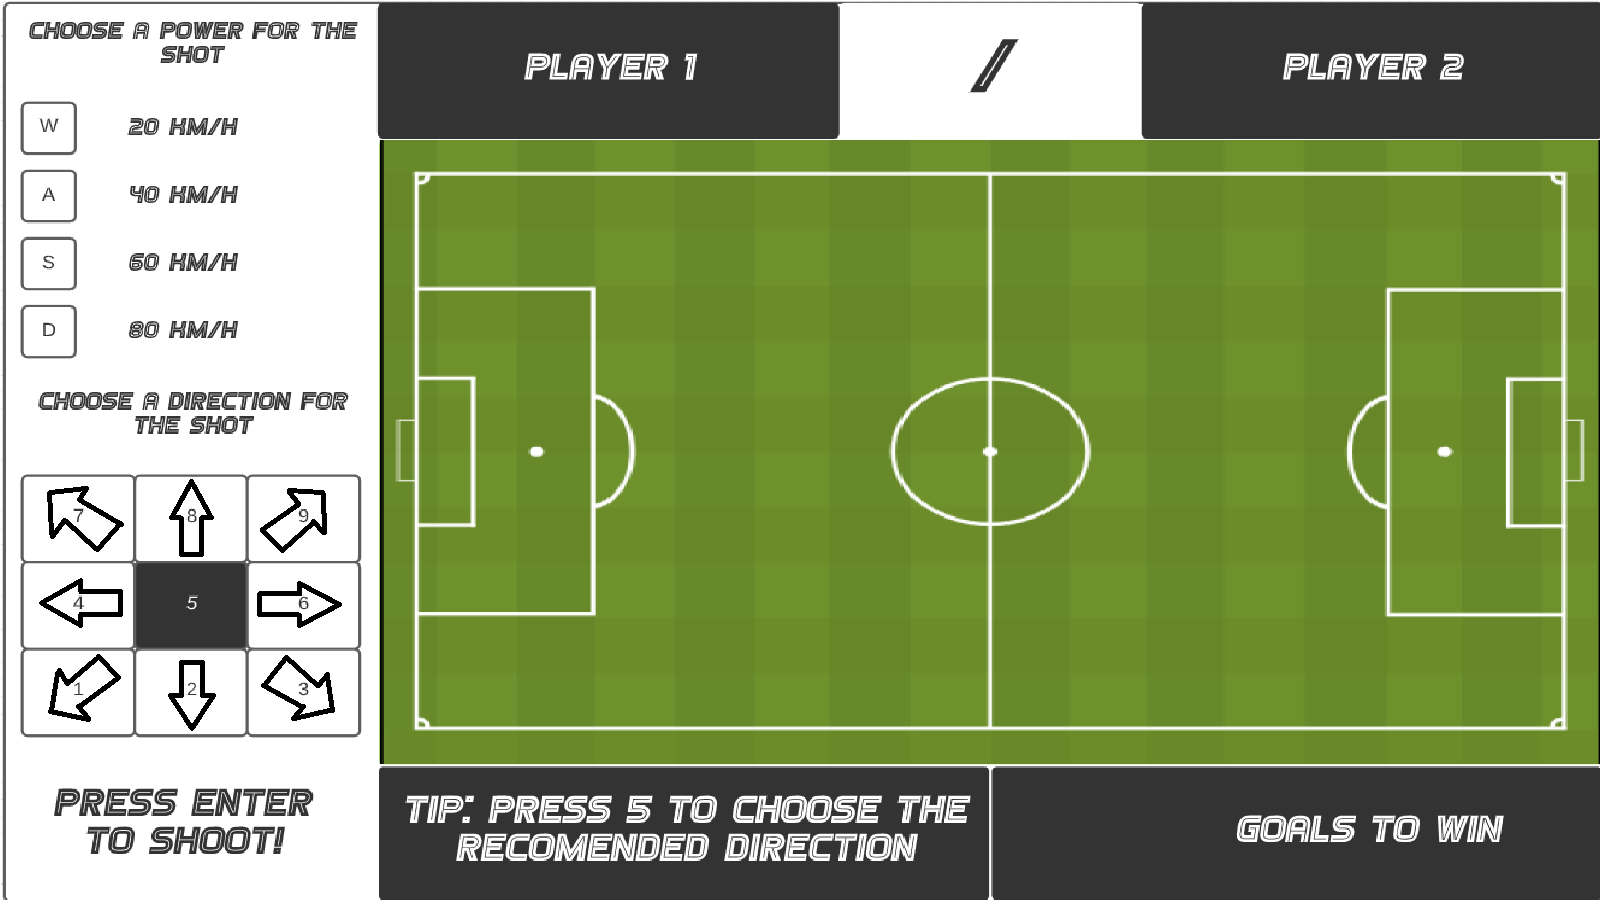 CHOOSE A POWER FOR THE
SHOT
W 20 KM/H
A 40 KM/H
S 60 KM/H
D 80 KM/H
CHOOSE A DIRECTION FOR
THE SHOT
7 8 9
4 5 6
1 2 3
PRESS ENTER
TO SHOOT!
PLAYER 1 / PLAYER 2
TIP: PRESS 5 TO CHOOSE THE
RECOMENDED DIRECTION
GOALS TO WIN